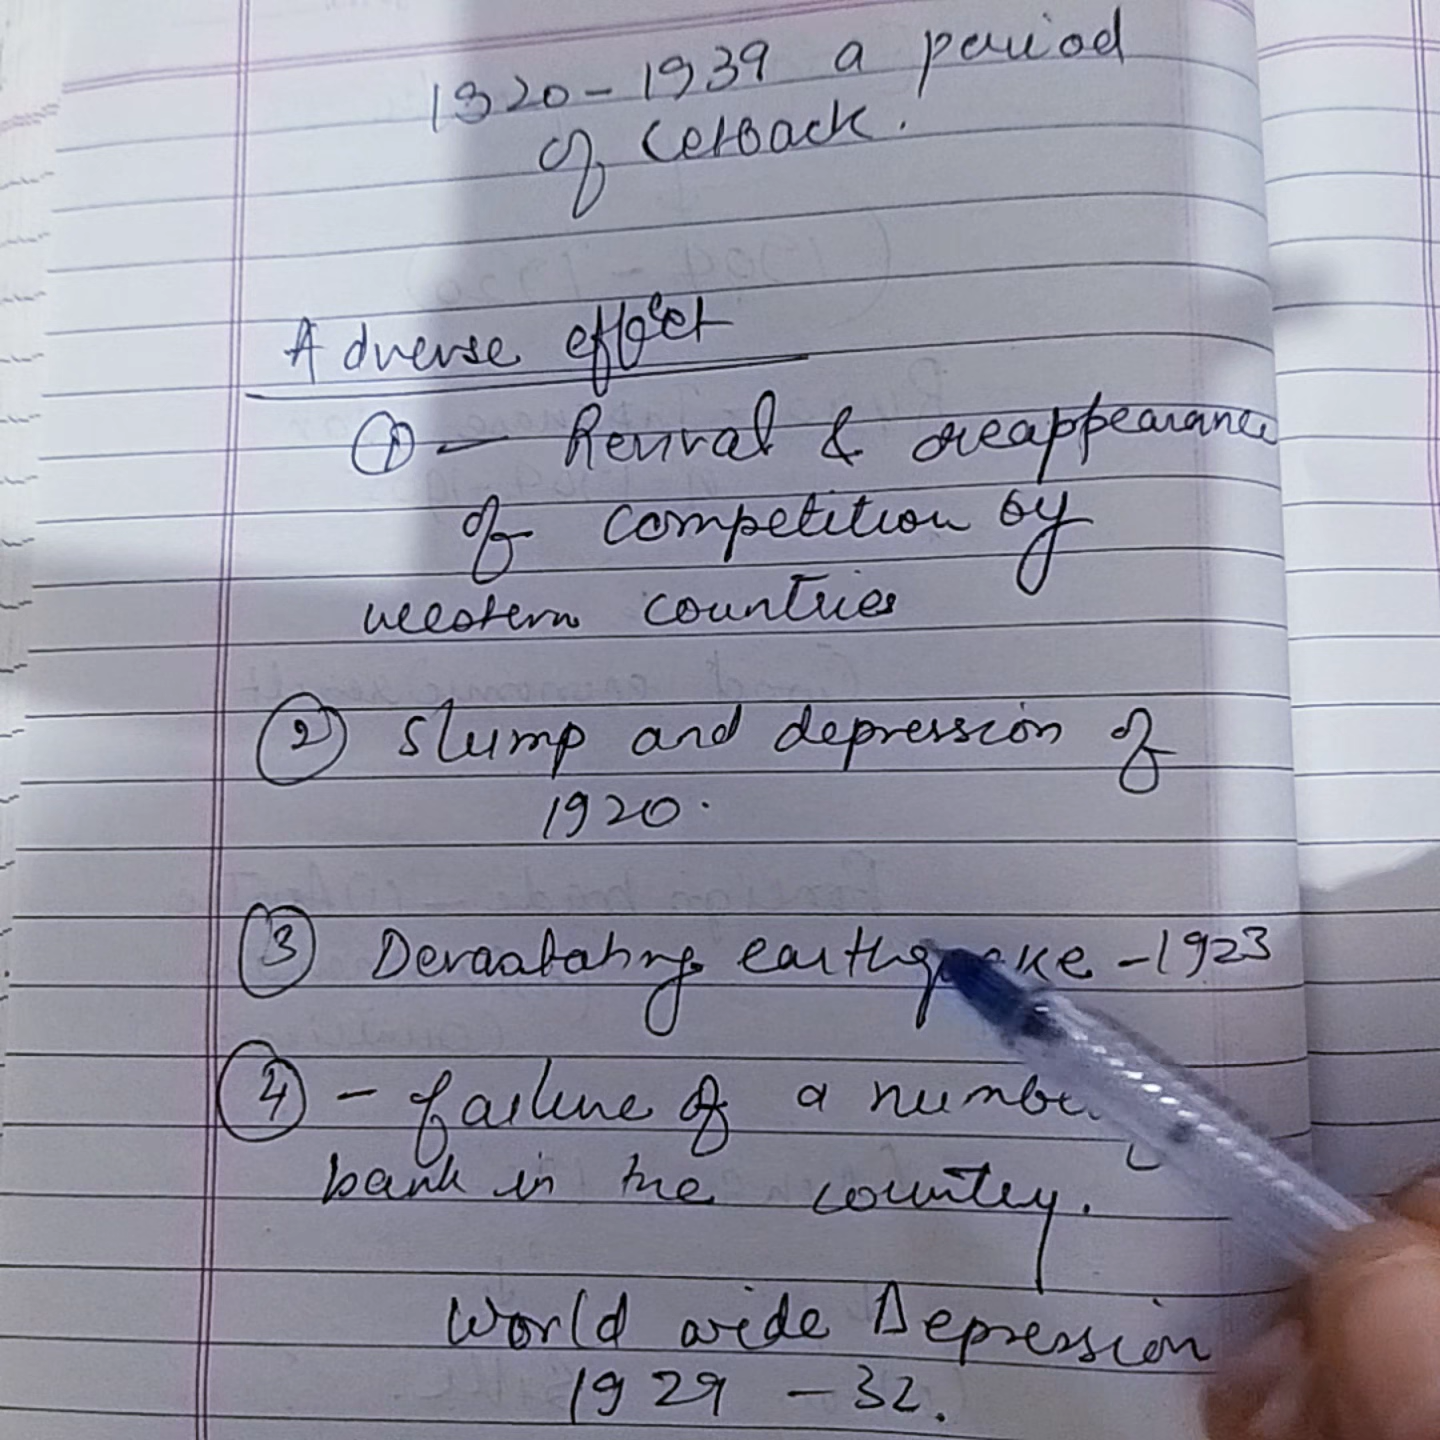 1920-1939 a period
of Cetback.
Adverse effect
① — Revival & reappearance
of competition by
western countries
② Slump and depression of
1920.
③ Devastating earthquake -1923
④ - failure of a number
bank in the country.
World wide Depression
1929 -32.